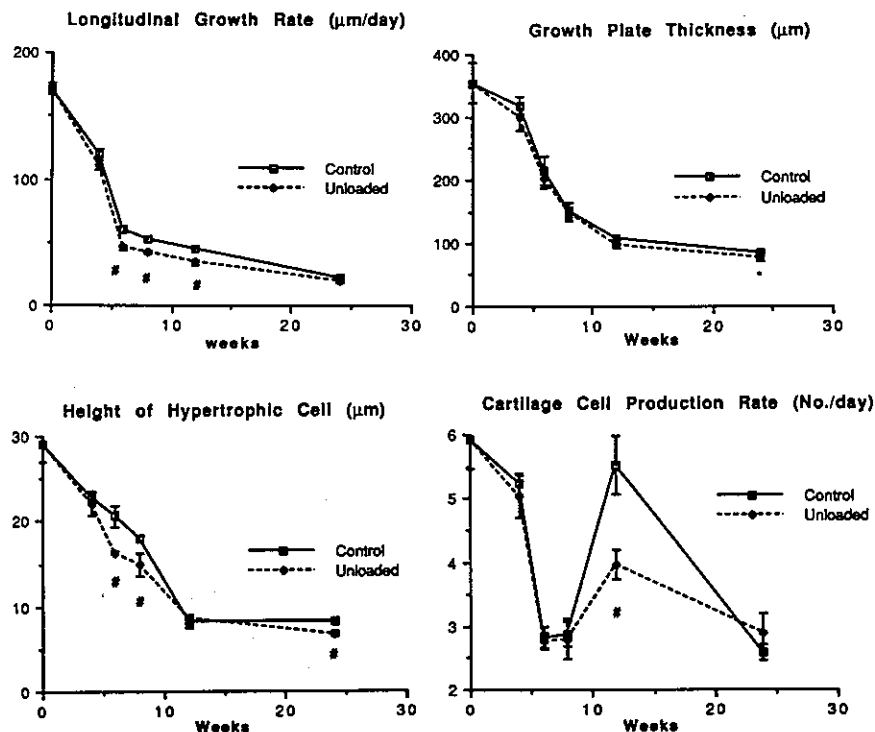 Longitudinal Growth Rate (μm/day)
200
100
0
0
10
20
30
weeks
Control
Unloaded
#
#
#
Growth Plate Thickness (μm)
400
300
200
100
0
0
10
20
30
Weeks
Control
Unloaded
*
Height of Hypertrophic Cell (μm)
30
20
10
0
0
10
20
30
Weeks
Control
Unloaded
#
#
#
Cartilage Cell Production Rate (No./day)
6
5
4
3
2
0
10
20
30
Weeks
Control
Unloaded
#